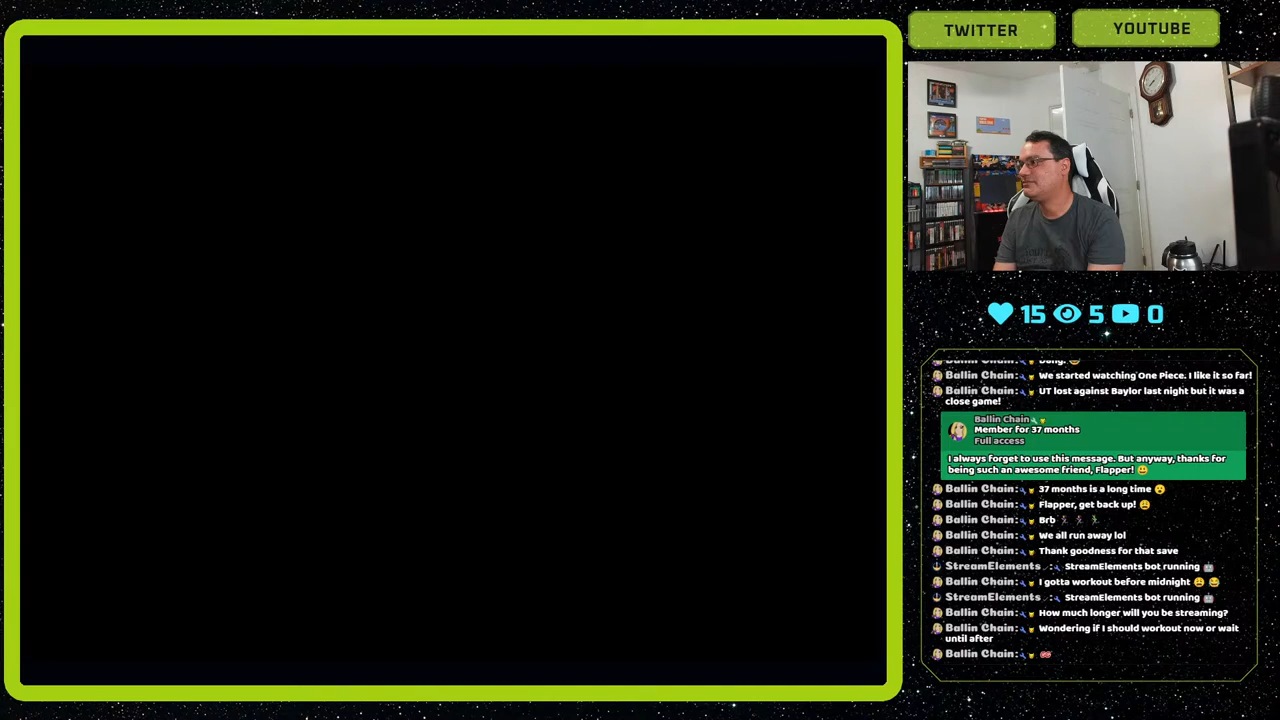 TWITTER
YOUTUBE
15 5 0
Ballin Chain: Dang!
Ballin Chain: We started watching One Piece. I like it so far!
Ballin Chain: UT lost against Baylor last night but it was a
close game!
Ballin Chain
Member for 37 months
Full access
I always forget to use this message. But anyway, thanks for
being such an awesome friend, Flapper! 😃
Ballin Chain: 37 months is a long time 😮
Ballin Chain: Flapper, get back up! 😩
Ballin Chain: Brb
Ballin Chain: We all run away lol
Ballin Chain: Thank goodness for that save
StreamElements: StreamElements bot running 🤖
Ballin Chain: I gotta workout before midnight 😩 😂
StreamElements: StreamElements bot running 🤖
Ballin Chain: How much longer will you be streaming?
Ballin Chain: Wondering if I should workout now or wait
until after
Ballin Chain: